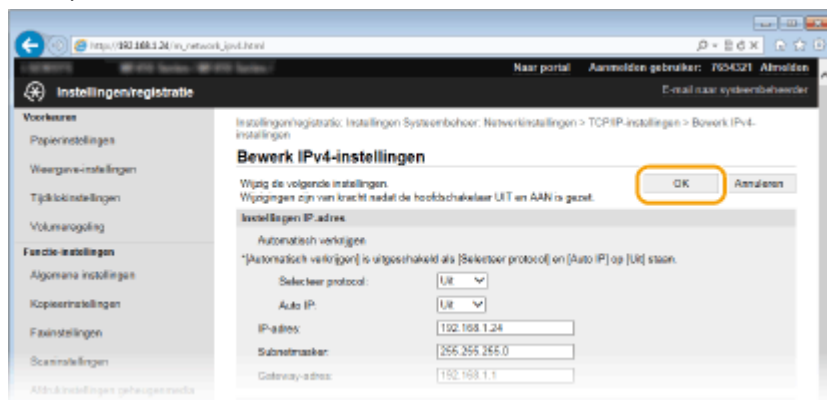 http://192.168.1.24/m_network_ipv4.html
Naar portal Aanmelden gebruiker: 7654321 Afmelden
Instellingen/registratie
E-mail naar systeembeheerder
Voorkeuren
Papierinstellingen
Weergave-instellingen
Tijdklokinstellingen
Volumeregeling
Functie-instellingen
Algemene instellingen
Kopieerinstellingen
Faxinstellingen
Scaninstellingen
Afdrukinstellingen geheugenmedia
Instellingen/registratie: Instellingen Systeembeheer: Netwerkinstellingen > TCP/IP-instellingen > Bewerk IPv4-
instellingen
Bewerk IPv4-instellingen
Wijzig de volgende instellingen.
Wijzigingen zijn van kracht nadat de hoofdschakelaar UIT en AAN is gezet.
OK Annuleren
Instellingen IP-adres
Automatisch verkrijgen
*[Automatisch verkrijgen] is uitgeschakeld als [Selecteer protocol] en [Auto IP] op [Uit] staan.
Selecteer protocol: Uit
Auto IP: Uit
IP-adres: 192.168.1.24
Subnetmasker: 255.255.255.0
Gateway-adres: 192.168.1.1